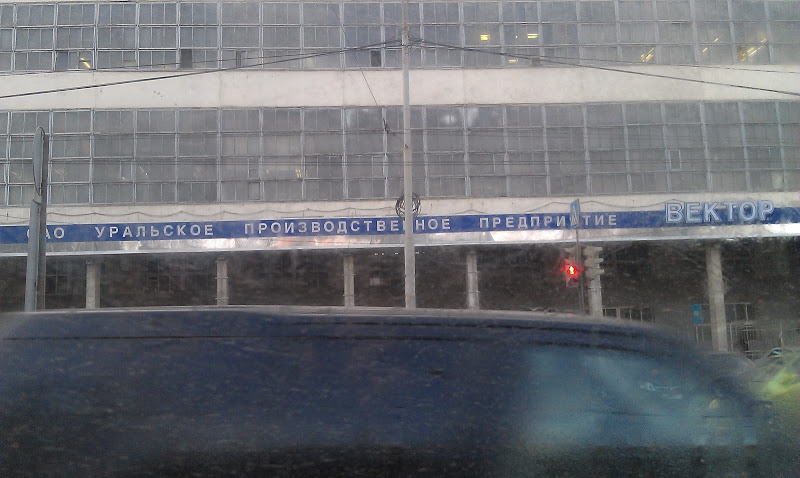 ОАО УРАЛЬСКОЕ ПРОИЗВОДСТВЕННОЕ ПРЕДПРИЯТИЕ ВЕКТОР